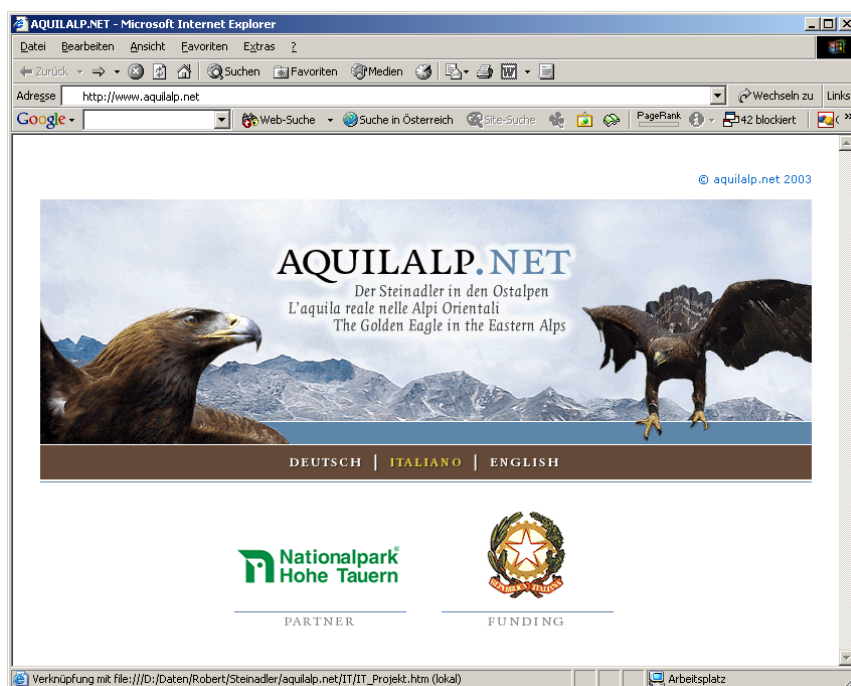 AQUILALP.NET - Microsoft Internet Explorer
Datei Bearbeiten Ansicht Favoriten Extras ?
Zurück Suchen Favoriten Medien
Adresse http://www.aquilalp.net Wechseln zu Links
Google Web-Suche Suche in Österreich Site-Suche PageRank 42 blockiert
© aquilalp.net 2003
AQUILALP.NET
Der Steinadler in den Ostalpen
L'aquila reale nelle Alpi Orientali
The Golden Eagle in the Eastern Alps
DEUTSCH | ITALIANO | ENGLISH
Nationalpark®
Hohe Tauern
REPVBBLICA ITALIANA
PARTNER FUNDING
Verknüpfung mit file:///D:/Daten/Robert/Steinadler/aquilalp.net/IT/IT_Projekt.htm (lokal) Arbeitsplatz